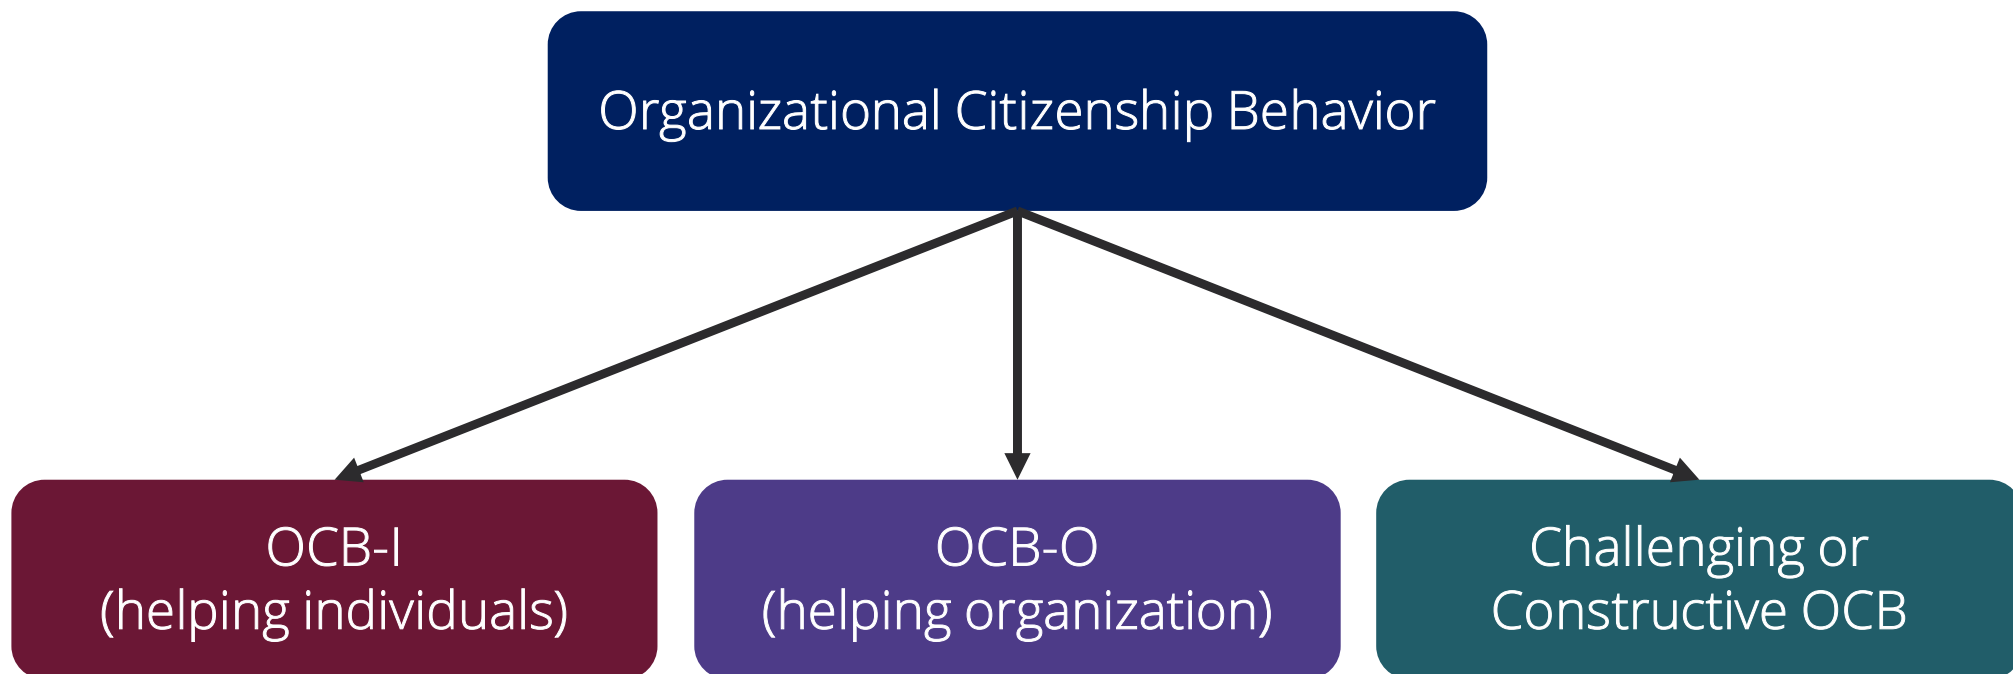 Organizational Citizenship Behavior
OCB-I
(helping individuals)
OCB-O
(helping organization)
Challenging or
Constructive OCB